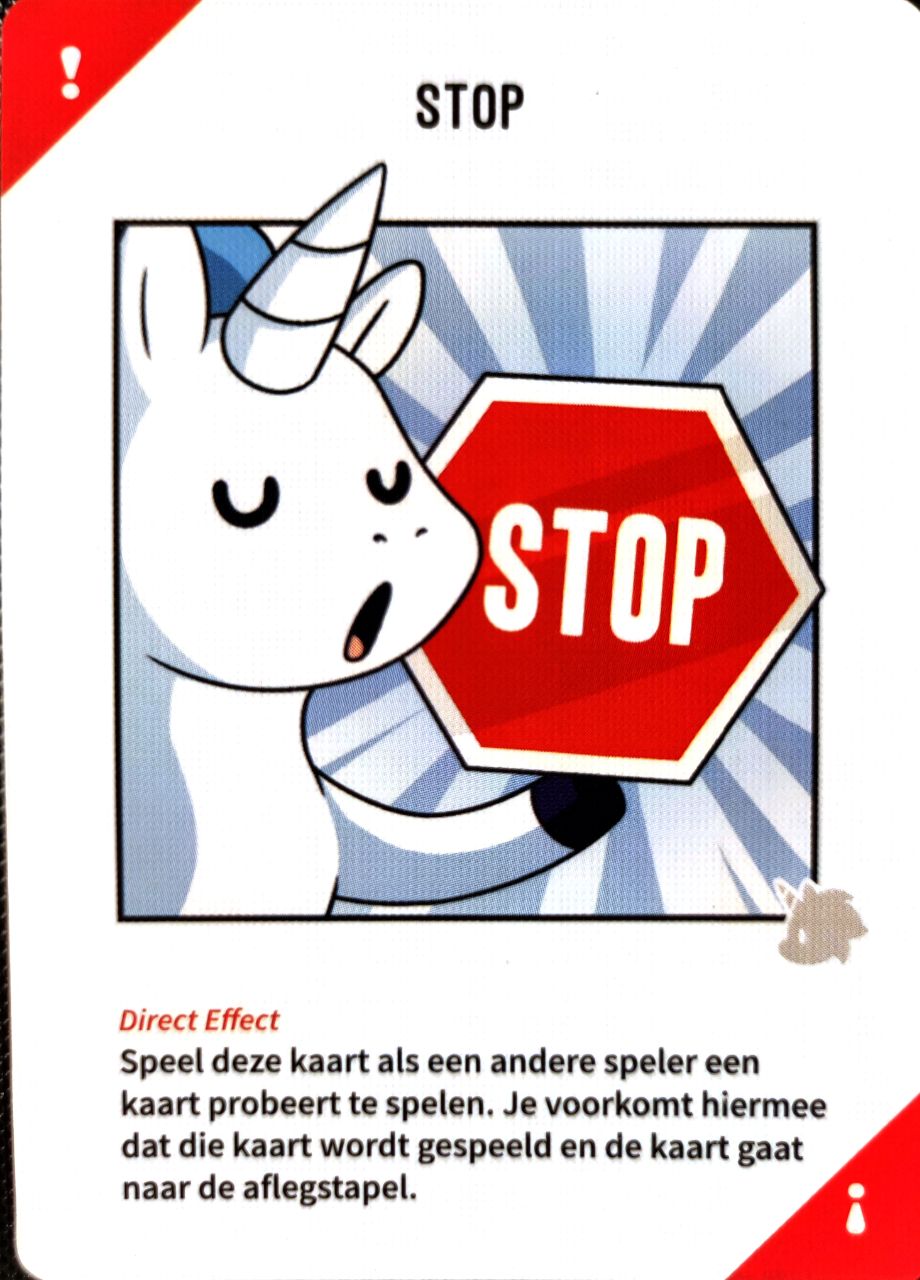 !
STOP
STOP
Direct Effect
Speel deze kaart als een andere speler een
kaart probeert te spelen. Je voorkomt hiermee
dat die kaart wordt gespeeld en de kaart gaat
naar de aflegstapel.
!